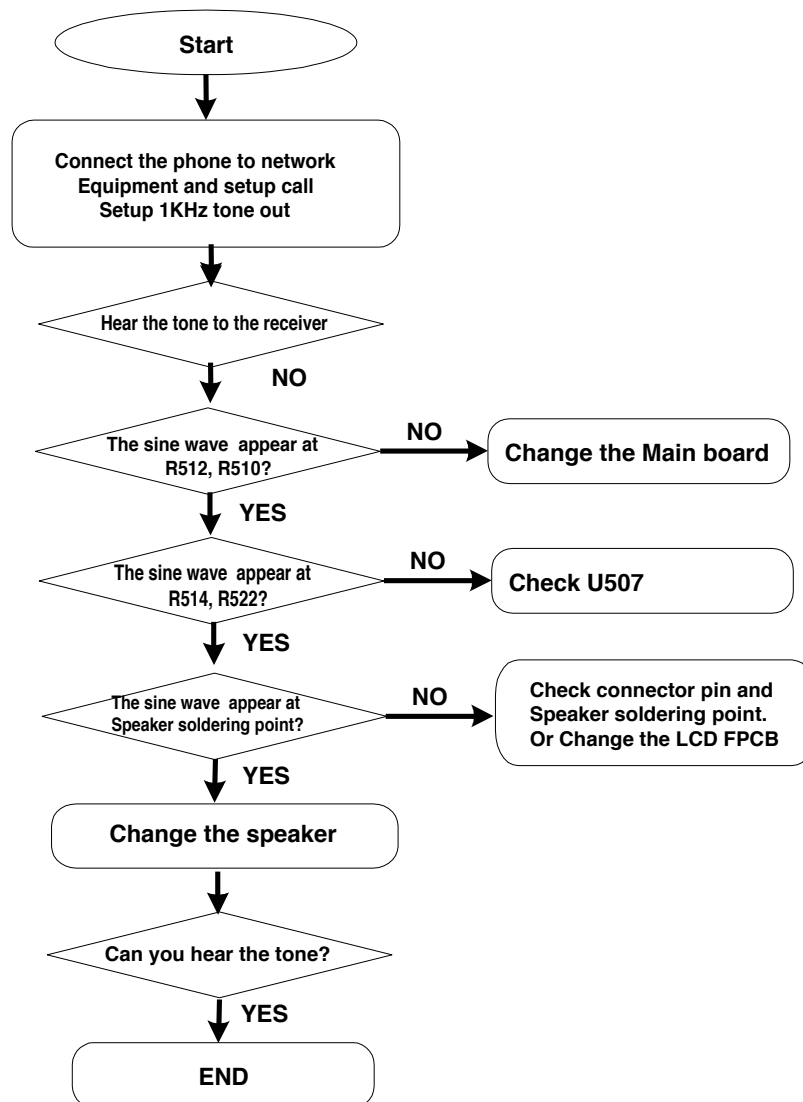 Start
Connect the phone to network
Equipment and setup call
Setup 1KHz tone out
Hear the tone to the receiver
NO
The sine wave appear at
R512, R510?
NO
Change the Main board
YES
The sine wave appear at
R514, R522?
NO
Check U507
YES
The sine wave appear at
Speaker soldering point?
NO
Check connector pin and
Speaker soldering point.
Or Change the LCD FPCB
YES
Change the speaker
Can you hear the tone?
YES
END